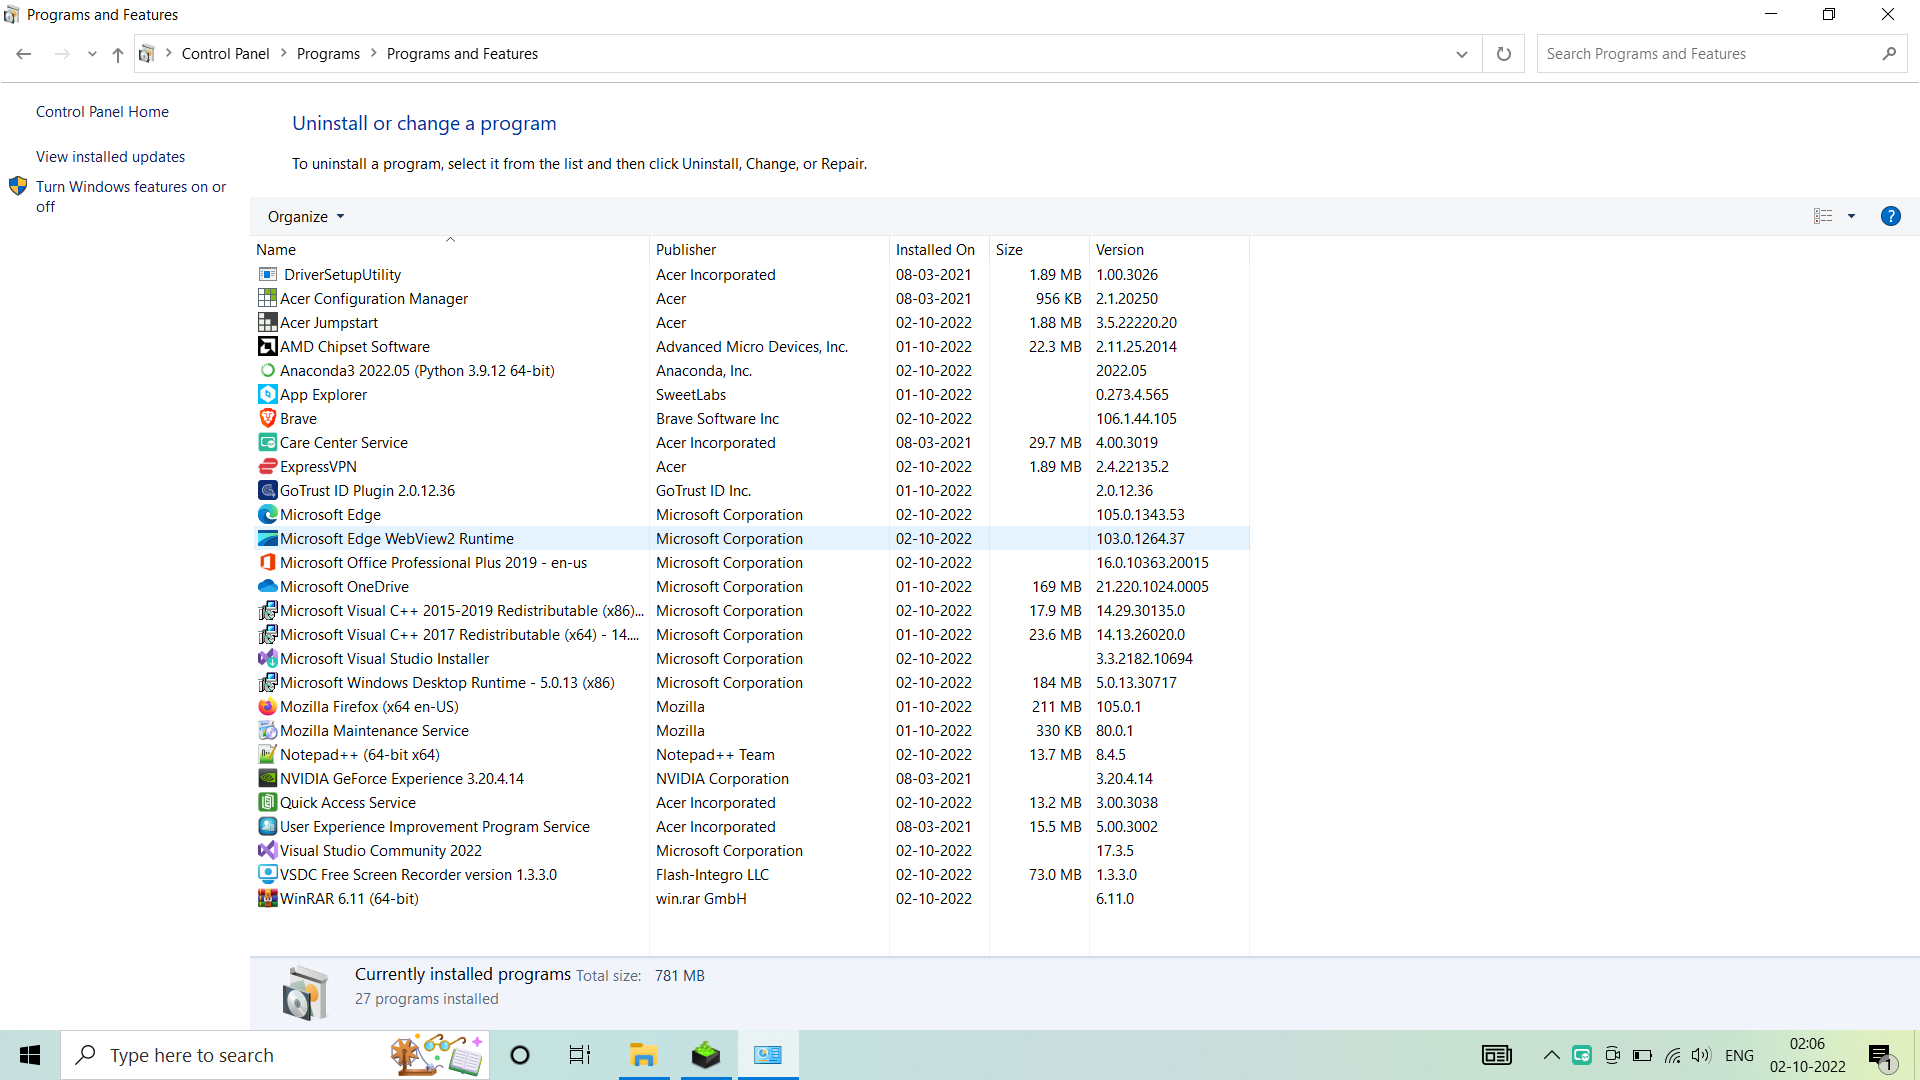 Programs and Features
Control Panel Programs Programs and Features
Search Programs and Features
Control Panel Home
View installed updates
Turn Windows features on or
off
Uninstall or change a program
To uninstall a program, select it from the list and then click Uninstall, Change, or Repair.
Organize
Name Publisher Installed On Size Version
DriverSetupUtility Acer Incorporated 08-03-2021 1.89 MB 1.00.3026
Acer Configuration Manager Acer 08-03-2021 956 KB 2.1.20250
Acer Jumpstart Acer 02-10-2022 1.88 MB 3.5.22220.20
AMD Chipset Software Advanced Micro Devices, Inc. 01-10-2022 22.3 MB 2.11.25.2014
Anaconda3 2022.05 (Python 3.9.12 64-bit) Anaconda, Inc. 02-10-2022 2022.05
App Explorer SweetLabs 01-10-2022 0.273.4.565
Brave Brave Software Inc 02-10-2022 106.1.44.105
Care Center Service Acer Incorporated 08-03-2021 29.7 MB 4.00.3019
ExpressVPN Acer 02-10-2022 1.89 MB 2.4.22135.2
GoTrust ID Plugin 2.0.12.36 GoTrust ID Inc. 01-10-2022 2.0.12.36
Microsoft Edge Microsoft Corporation 02-10-2022 105.0.1343.53
Microsoft Edge WebView2 Runtime Microsoft Corporation 02-10-2022 103.0.1264.37
Microsoft Office Professional Plus 2019 - en-us Microsoft Corporation 02-10-2022 16.0.10363.20015
Microsoft OneDrive Microsoft Corporation 01-10-2022 169 MB 21.220.1024.0005
Microsoft Visual C++ 2015-2019 Redistributable (x86)... Microsoft Corporation 02-10-2022 17.9 MB 14.29.30135.0
Microsoft Visual C++ 2017 Redistributable (x64) - 14.... Microsoft Corporation 01-10-2022 23.6 MB 14.13.26020.0
Microsoft Visual Studio Installer Microsoft Corporation 02-10-2022 3.3.2182.10694
Microsoft Windows Desktop Runtime - 5.0.13 (x86) Microsoft Corporation 02-10-2022 184 MB 5.0.13.30717
Mozilla Firefox (x64 en-US) Mozilla 01-10-2022 211 MB 105.0.1
Mozilla Maintenance Service Mozilla 01-10-2022 330 KB 80.0.1
Notepad++ (64-bit x64) Notepad++ Team 02-10-2022 13.7 MB 8.4.5
NVIDIA GeForce Experience 3.20.4.14 NVIDIA Corporation 08-03-2021 3.20.4.14
Quick Access Service Acer Incorporated 02-10-2022 13.2 MB 3.00.3038
User Experience Improvement Program Service Acer Incorporated 08-03-2021 15.5 MB 5.00.3002
Visual Studio Community 2022 Microsoft Corporation 02-10-2022 17.3.5
VSDC Free Screen Recorder version 1.3.3.0 Flash-Integro LLC 02-10-2022 73.0 MB 1.3.3.0
WinRAR 6.11 (64-bit) win.rar GmbH 02-10-2022 6.11.0
Currently installed programs Total size: 781 MB
27 programs installed
Type here to search
ENG
02:06
02-10-2022
1